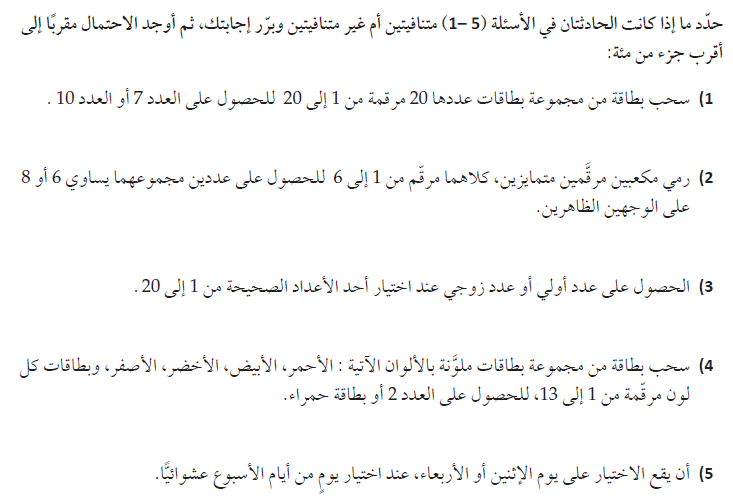 حدّد ما إذا كانت الحادثتان في الأسئلة (5 –1) متنافيتين أم غير متنافيتين وبرّر إجابتك، ثم أوجد الاحتمال مقربًا إلى
أقرب جزء من مئة:
1) سحب بطاقة من مجموعة بطاقات عددها 20 مرقمة من 1 إلى 20 للحصول على العدد 7 أو العدد 10 .
2) رمي مكعبين مرقَّمين متمايزين، كلاهما مرقّم من 1 إلى 6 للحصول على عددين مجموعهما يساوي 6 أو 8
على الوجهين الظاهرين.
3) الحصول على عدد أولي أو عدد زوجي عند اختيار أحد الأعداد الصحيحة من 1 إلى 20 .
4) سحب بطاقة من مجموعة بطاقات ملوَّنة بالألوان الآتية : الأحمر، الأبيض، الأخضر، الأصفر، وبطاقات كل
لون مرقّمة من 1 إلى 13، للحصول على العدد 2 أو بطاقة حمراء.
5) أن يقع الاختيار على يوم الإثنين أو الأربعاء، عند اختيار يومٍ من أيام الأسبوع عشوائيًّا.